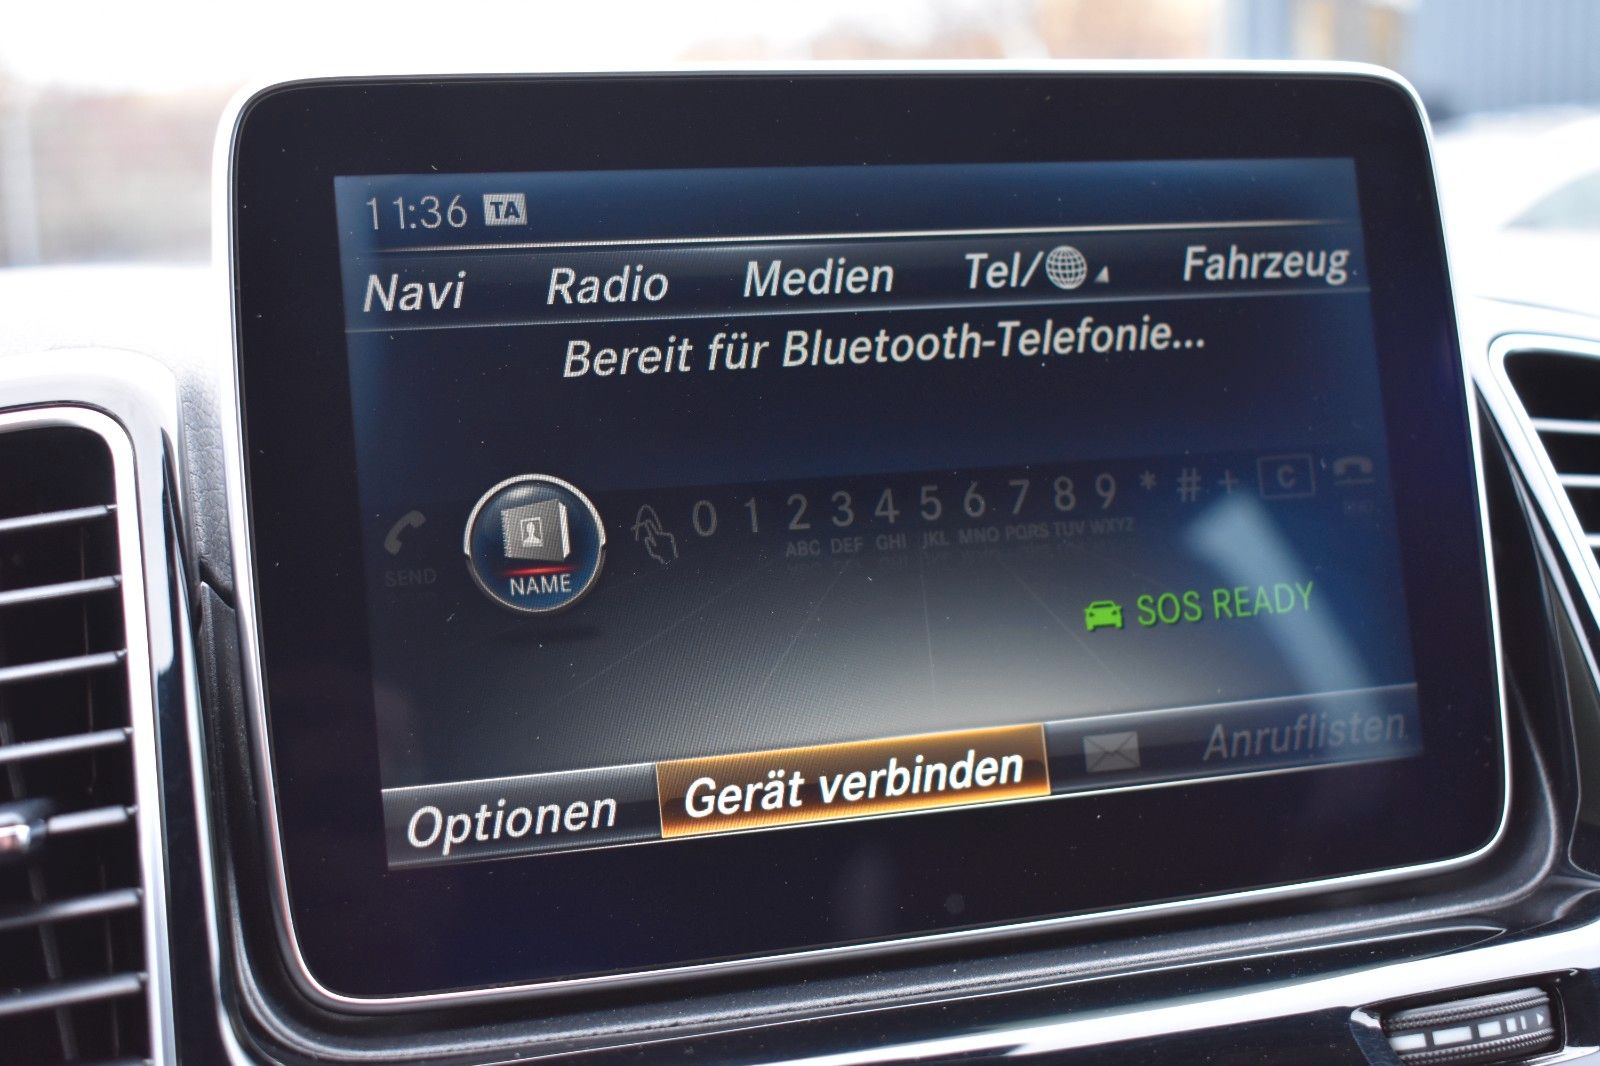 11:36 TA
Navi Radio Medien Tel/ Fahrzeug
Bereit für Bluetooth-Telefonie...
SEND NAME 0 1 2 3 4 5 6 7 8 9 * # + C
ABC DEF GHI JKL MNO PQRS TUV WXYZ
SOS READY
Optionen Gerät verbinden Anruflisten